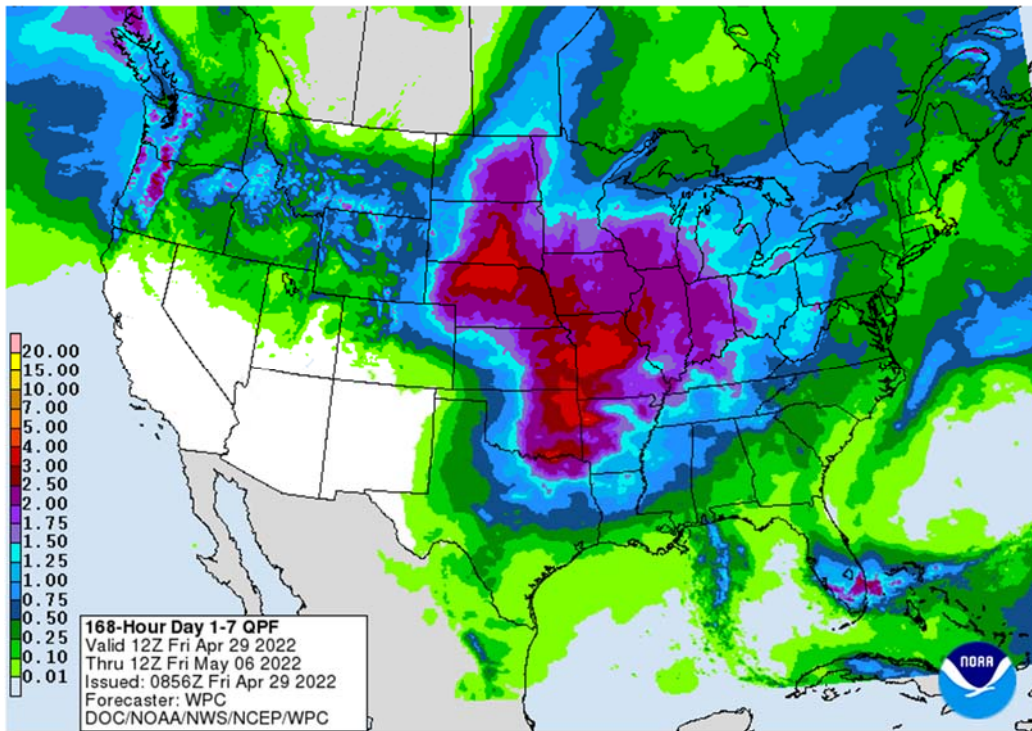 20.00
15.00
10.00
7.00
5.00
4.00
3.00
2.50
2.00
1.75
1.50
1.25
1.00
0.75
0.50
0.25
0.10
0.01
168-Hour Day 1-7 QPF
Valid 12Z Fri Apr 29 2022
Thru 12Z Fri May 06 2022
Issued: 0856Z Fri Apr 29 2022
Forecaster: WPC
DOC/NOAA/NWS/NCEP/WPC
NOAA